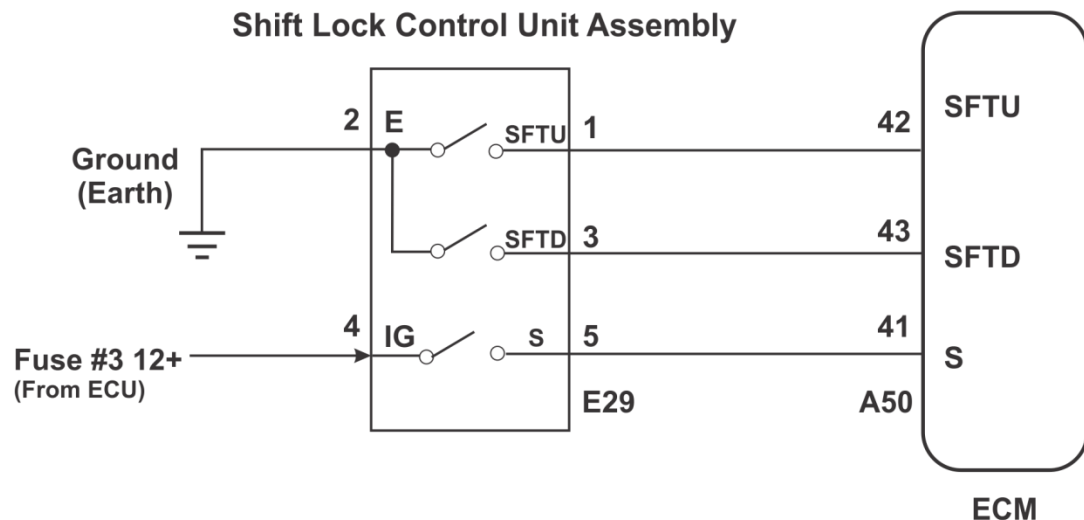 Shift Lock Control Unit Assembly
2 E SFTU 1 42 SFTU
Ground
(Earth)
SFTD 3 43 SFTD
4 IG S 5 41 S
Fuse #3 12+
(From ECU)
E29 A50
ECM